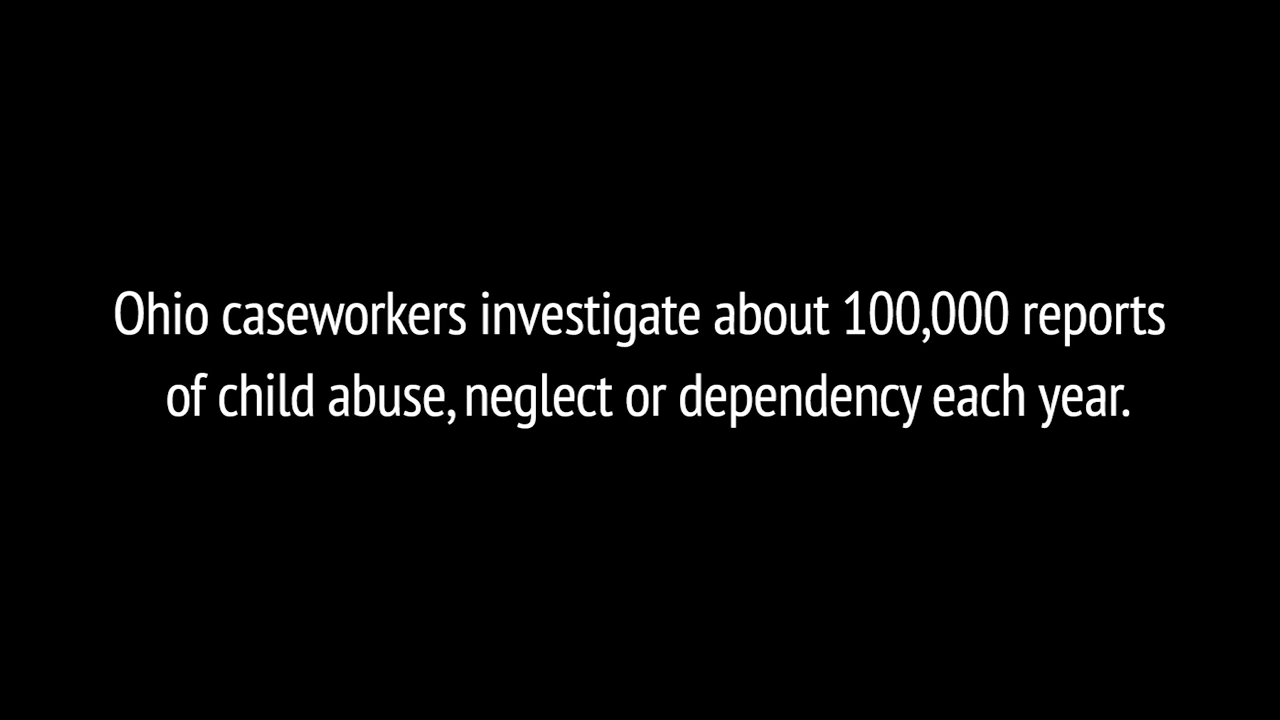 Ohio caseworkers investigate about 100,000 reports
of child abuse, neglect or dependency each year.